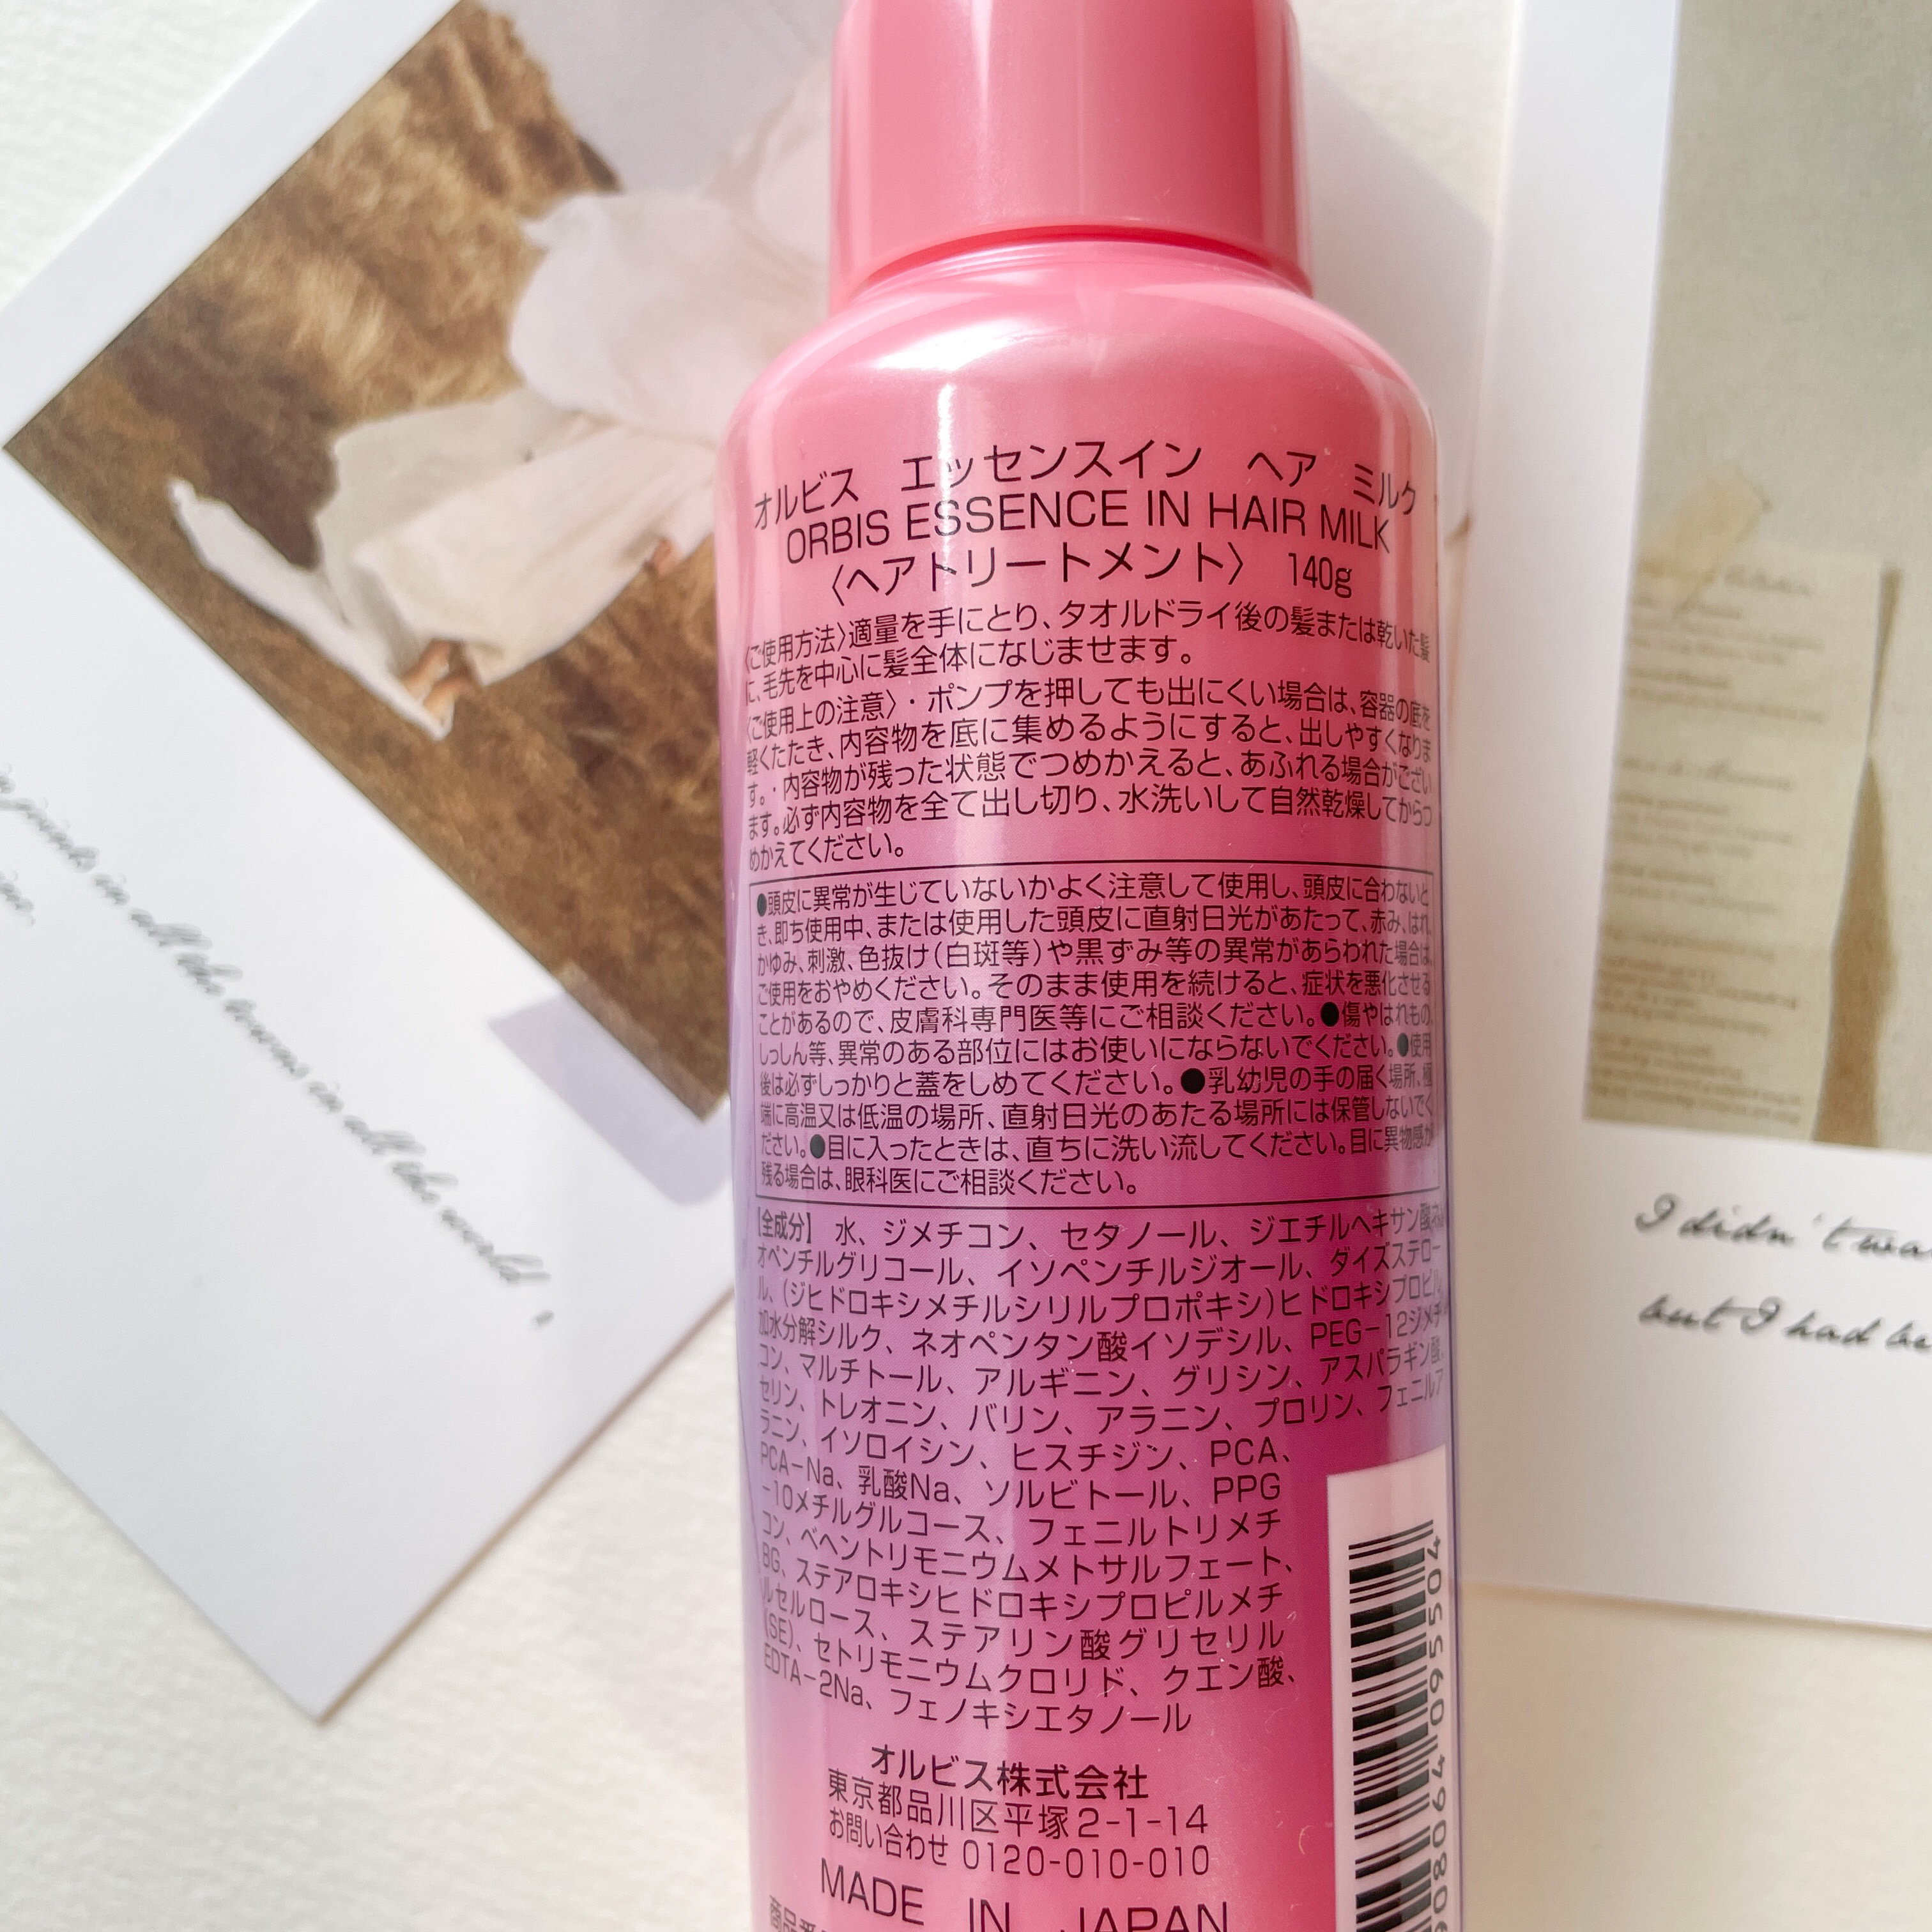 オルビス エッセンスイン ヘア ミルク
ORBIS ESSENCE IN HAIR MILK
〈ヘアトリートメント〉 140g
〈ご使用方法〉適量を手にとり、タオルドライ後の髪または乾いた髪
に、毛先を中心に髪全体になじませます。
〈ご使用上の注意〉・ポンプを押しても出にくい場合は、容器の底を
軽くたたき、内容物を底に集めるようにすると、出しやすくなりま
す。・内容物が残った状態でつめかえると、あふれる場合がござい
ます。必ず内容物を全て出し切り、水洗いして自然乾燥してからつ
めかえてください。
●頭皮に異常が生じていないかよく注意して使用し、頭皮に合わないと
き、即ち使用中、または使用した頭皮に直射日光があたって、赤み、はれ、
かゆみ、刺激、色抜け(白斑等)や黒ずみ等の異常があらわれた場合は、
ご使用をおやめください。そのまま使用を続けると、症状を悪化させる
ことがあるので、皮膚科専門医等にご相談ください。●傷やはれもの、
しっしん等、異常のある部位にはお使いにならないでください。●使用
後は必ずしっかりと蓋をしめてください。●乳幼児の手の届く場所、極
端に高温又は低温の場所、直射日光のあたる場所には保管しないでく
ださい。●目に入ったときは、直ちに洗い流してください。目に異物感が
残る場合は、眼科医にご相談ください。
【全成分】 水、ジメチコン、セタノール、ジエチルヘキサン酸ネ
オペンチルグリコール、イソペンチルジオール、ダイズステロー
ル、(ジヒドロキシメチルシリルプロポキシ)ヒドロキシプロピル
加水分解シルク、ネオペンタン酸イソデシル、PEG-12ジメチ
コン、マルチトール、アルギニン、グリシン、アスパラギン酸、
セリン、トレオニン、バリン、アラニン、プロリン、フェニルア
ラニン、イソロイシン、ヒスチジン、PCA、
PCA-Na、乳酸Na、ソルビトール、PPG
-10メチルグルコース、フェニルトリメチ
コン、ベヘントリモニウムメトサルフェート、
BG、ステアロキシヒドロキシプロピルメチ
ルセルロース、ステアリン酸グリセリル
(SE)、セトリモニウムクロリド、クエン酸、
EDTA-2Na、フェノキシエタノール
オルビス株式会社
東京都品川区平塚2-1-14
お問い合わせ 0120-010-010
MADE IN JAPAN
商品番
in all the towns in all the world,
I didn't wa
but I had be